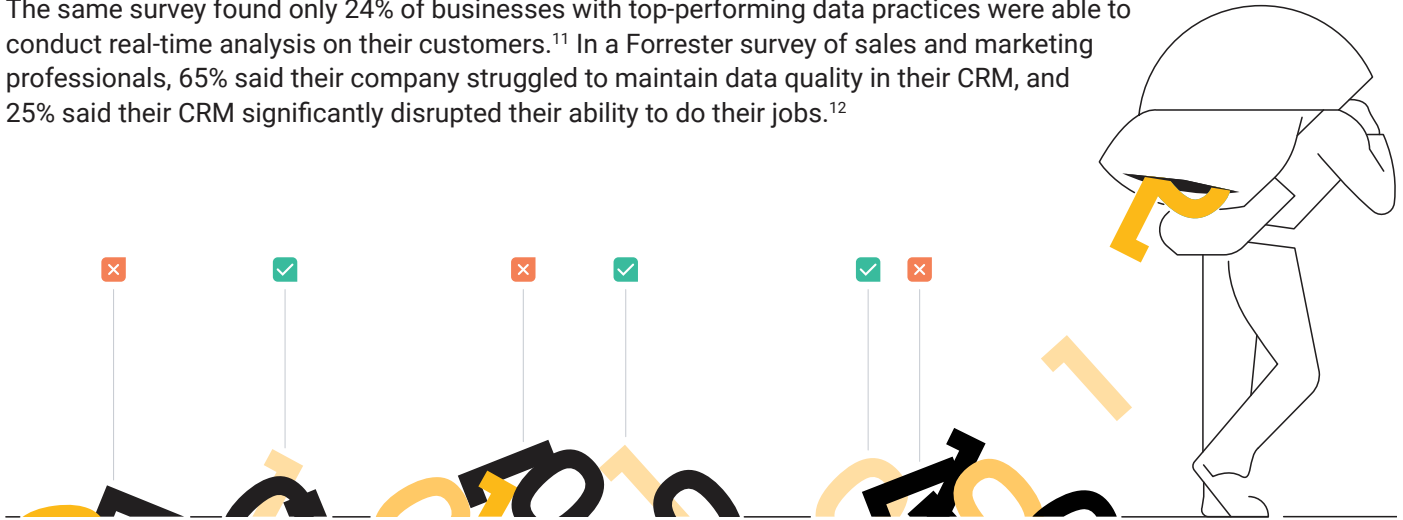 The same survey found only 24% of businesses with top-performing data practices were able to
conduct real-time analysis on their customers.¹¹ In a Forrester survey of sales and marketing
professionals, 65% said their company struggled to maintain data quality in their CRM, and
25% said their CRM significantly disrupted their ability to do their jobs.¹²